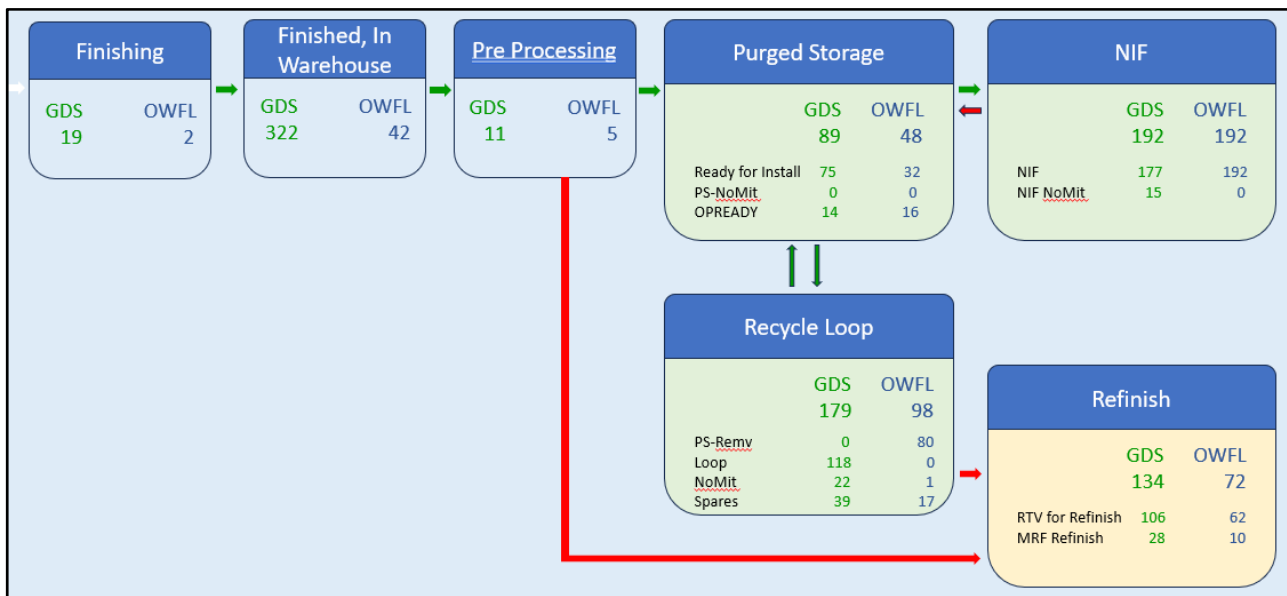 Finishing
GDS OWFL
19 2
Finished, In
Warehouse
GDS OWFL
322 42
Pre Processing
GDS OWFL
11 5
Purged Storage
GDS OWFL
89 48
Ready for Install 75 32
PS-NoMit 0 0
OPREADY 14 16
NIF
GDS OWFL
192 192
NIF 177 192
NIF NoMit 15 0
Recycle Loop
GDS OWFL
179 98
PS-Remv 0 80
Loop 118 0
NoMit 22 1
Spares 39 17
Refinish
GDS OWFL
134 72
RTV for Refinish 106 62
MRF Refinish 28 10